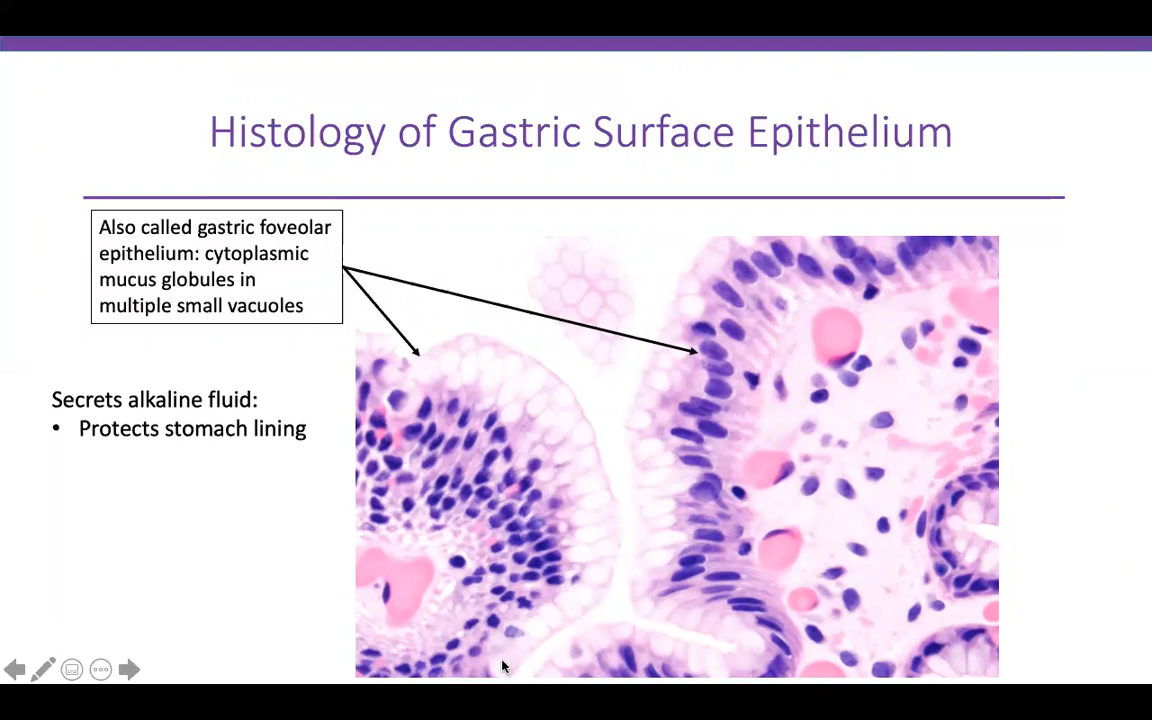 Histology of Gastric Surface Epithelium
Also called gastric foveolar
epithelium: cytoplasmic
mucus globules in
multiple small vacuoles
Secrets alkaline fluid:
• Protects stomach lining